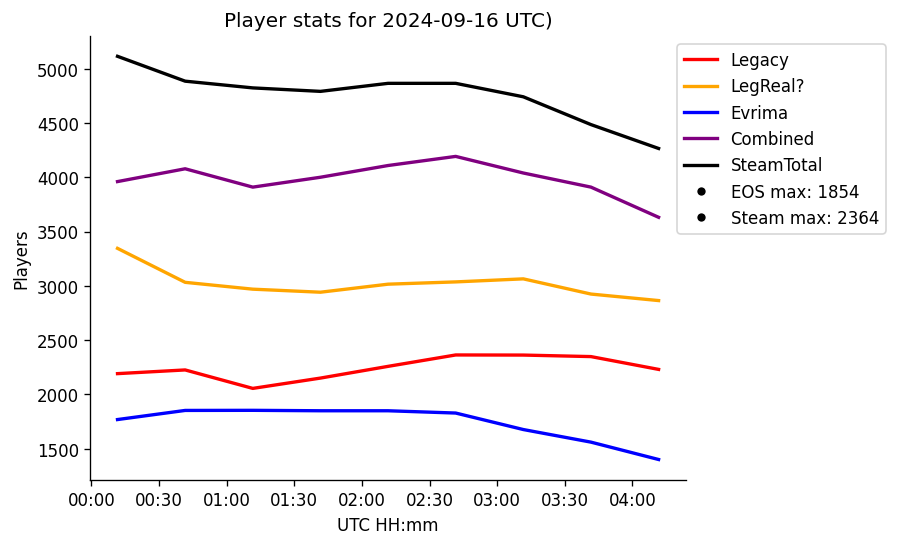 Player stats for 2024-09-16 UTC)
Legacy
LegReal?
Evrima
Combined
SteamTotal
EOS max: 1854
Steam max: 2364
Players
5000
4500
4000
3500
3000
2500
2000
1500
00:00 00:30 01:00 01:30 02:00 02:30 03:00 03:30 04:00
UTC HH:mm